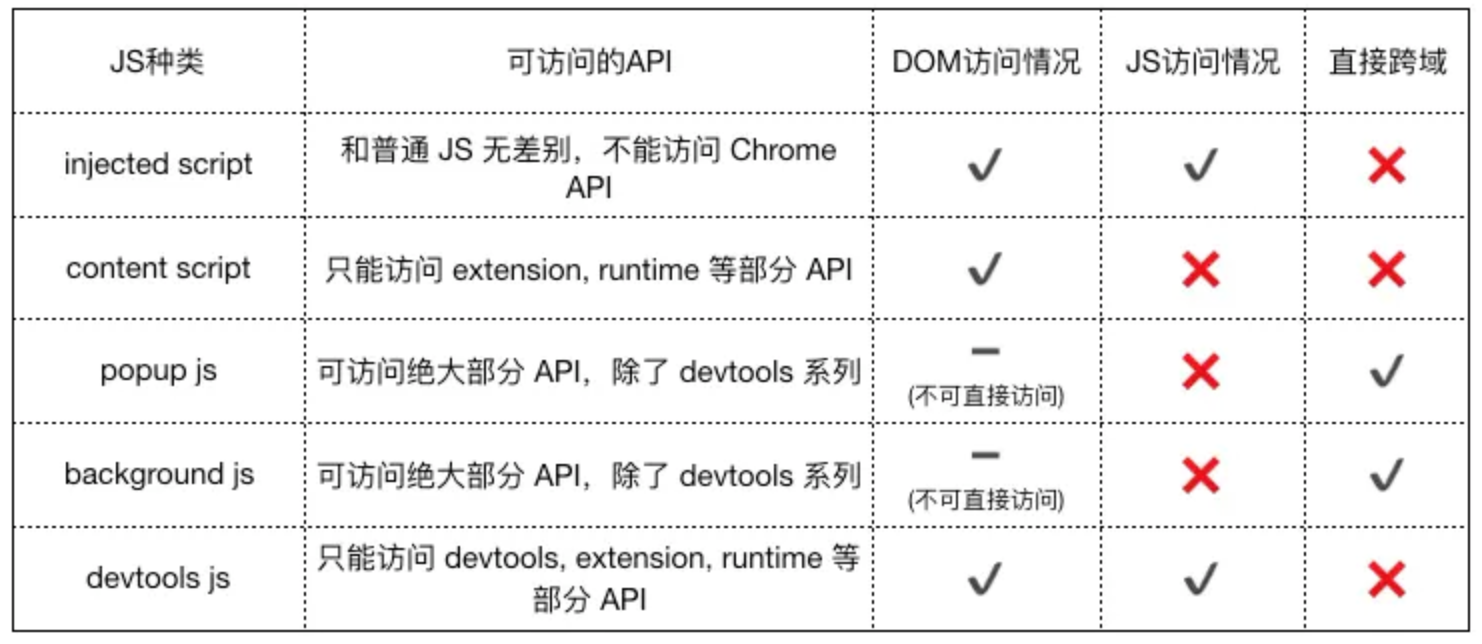 JS种类
可访问的API
DOM访问情况
JS访问情况
直接跨域
injected script
和普通 JS 无差别，不能访问 Chrome
API
✔
✔
❌
content script
只能访问 extension, runtime 等部分 API
✔
❌
❌
popup js
可访问绝大部分 API，除了 devtools 系列
–
(不可直接访问)
❌
✔
background js
可访问绝大部分 API，除了 devtools 系列
–
(不可直接访问)
❌
✔
devtools js
只能访问 devtools, extension, runtime 等
部分 API
✔
✔
❌